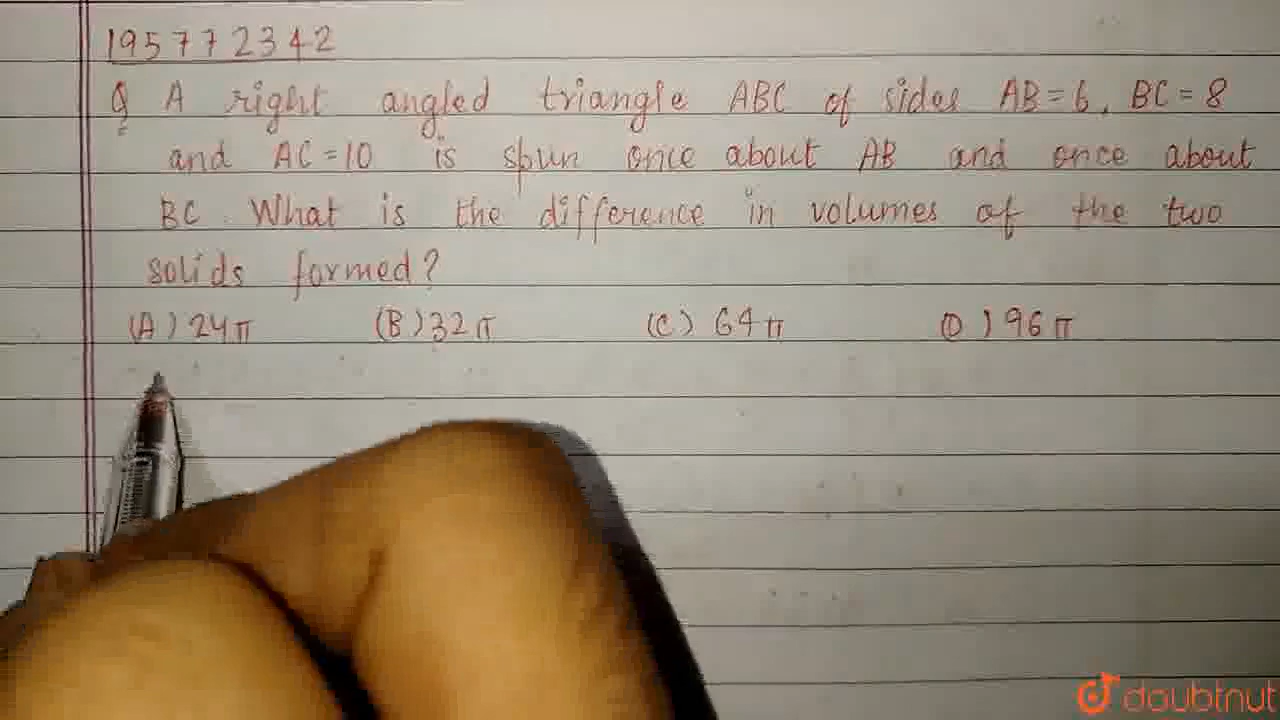 195772342
Q A right angled triangle ABC of sides AB = 6, BC = 8
and AC = 10 is spun once about AB and once about
BC. What is the difference in volumes of the two
solids formed?
(A) 24π (B) 32π (C) 64π (D) 96π
doubtnut